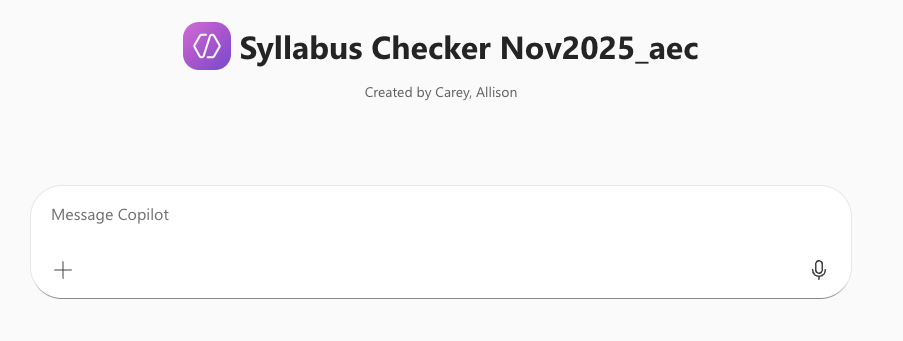 Syllabus Checker Nov2025_aec
Created by Carey, Allison
Message Copilot